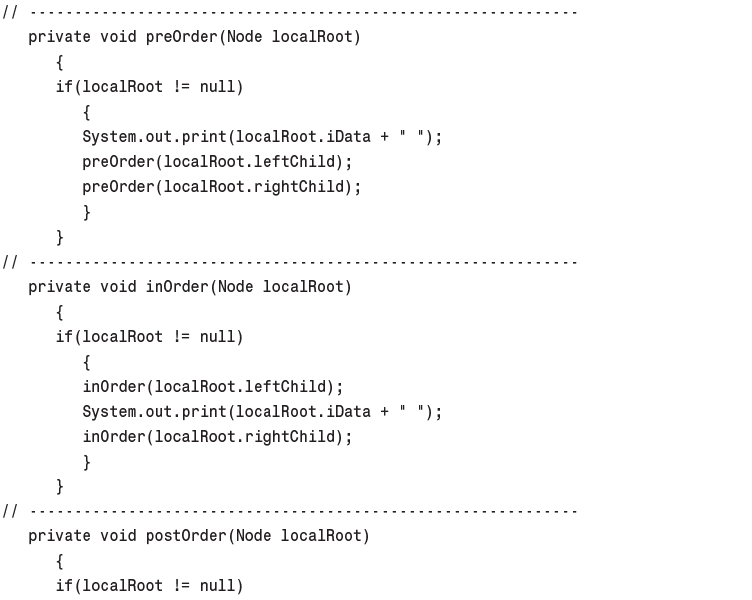 // -------------------------------------------------------------
private void preOrder(Node localRoot)
{
if(localRoot != null)
{
System.out.print(localRoot.iData + " ");
preOrder(localRoot.leftChild);
preOrder(localRoot.rightChild);
}
}
// -------------------------------------------------------------
private void inOrder(Node localRoot)
{
if(localRoot != null)
{
inOrder(localRoot.leftChild);
System.out.print(localRoot.iData + " ");
inOrder(localRoot.rightChild);
}
}
// -------------------------------------------------------------
private void postOrder(Node localRoot)
{
if(localRoot != null)